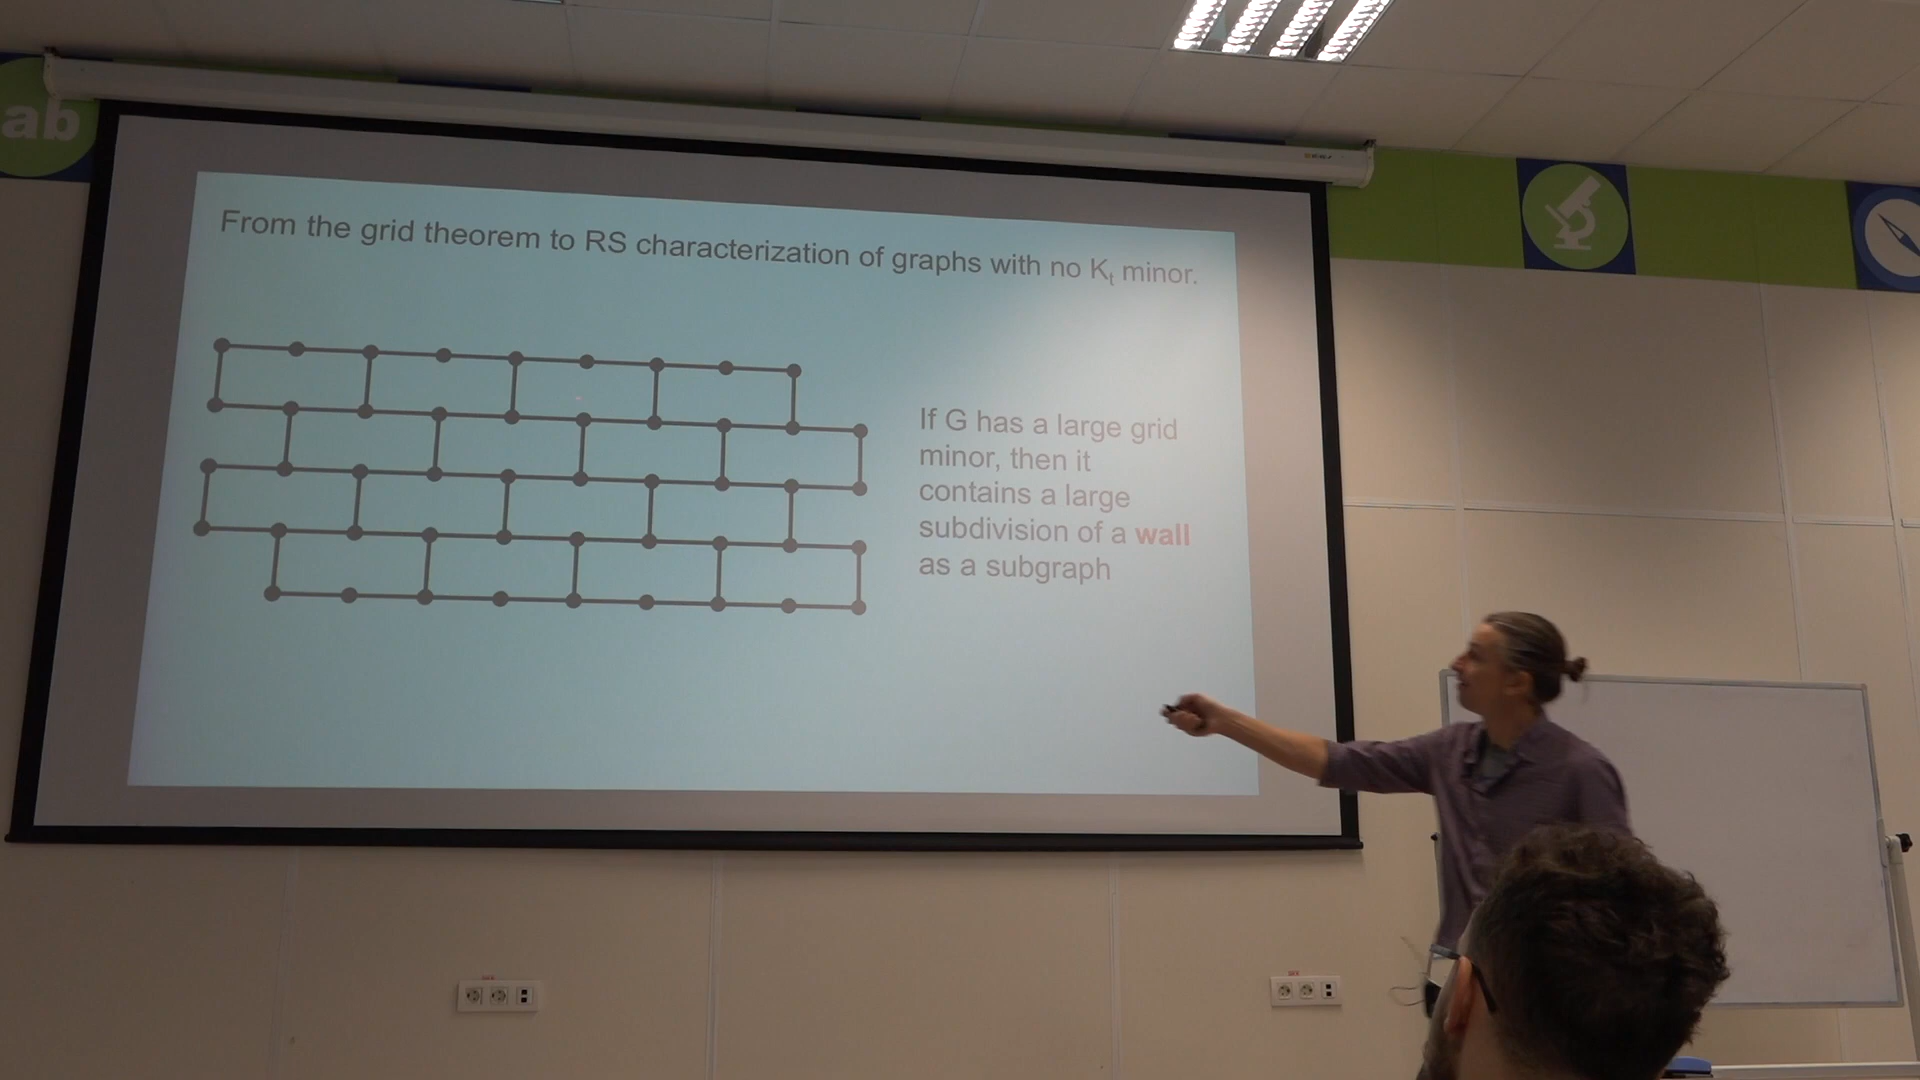 ab
From the grid theorem to RS characterization of graphs with no Kt minor.
If G has a large grid
minor, then it
contains a large
subdivision of a wall
as a subgraph